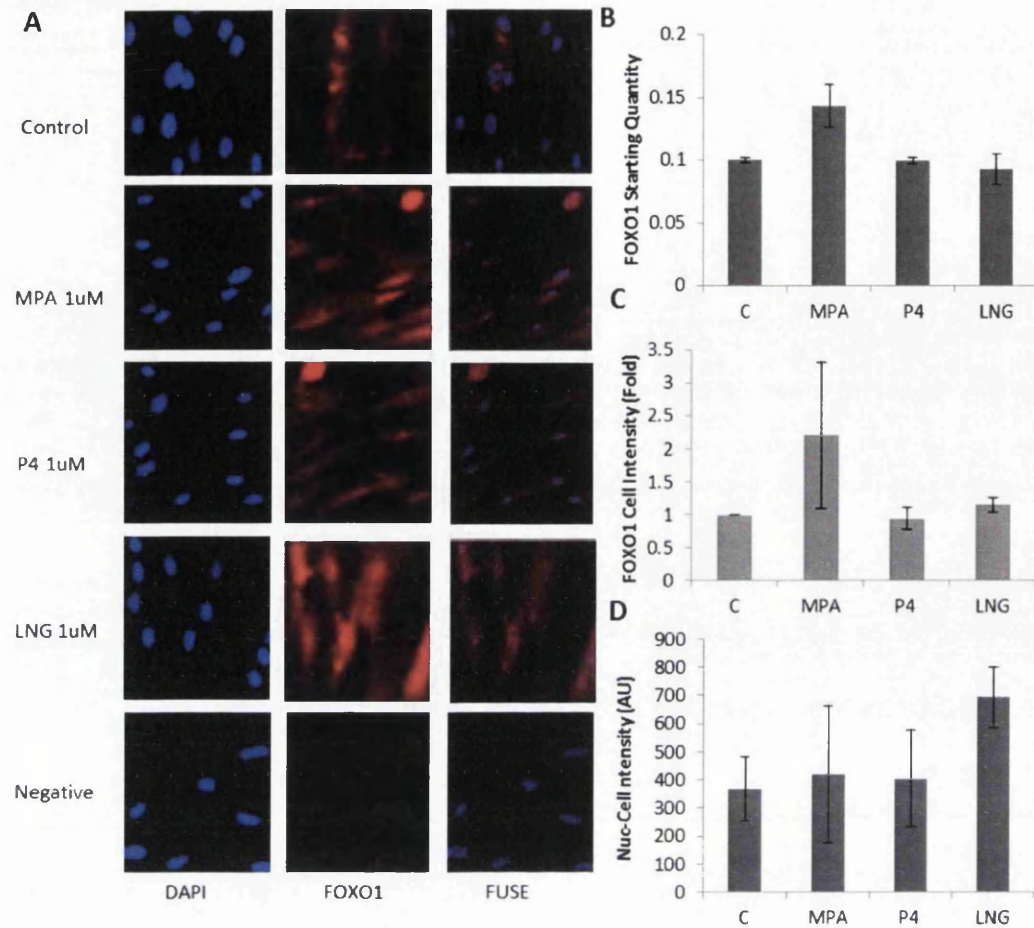 A
Control
MPA 1uM
P4 1uM
LNG 1uM
Negative
DAPI FOXO1 FUSE
B
FOXO1 Starting Quantity
0.2
0.15
0.1
0.05
0
C MPA P4 LNG
C
FOXO1 Cell Intensity (Fold)
3.5
3
2.5
2
1.5
1
0.5
0
C MPA P4 LNG
D
Nuc-Cell ntensity (AU)
900
800
700
600
500
400
300
200
100
0
C MPA P4 LNG